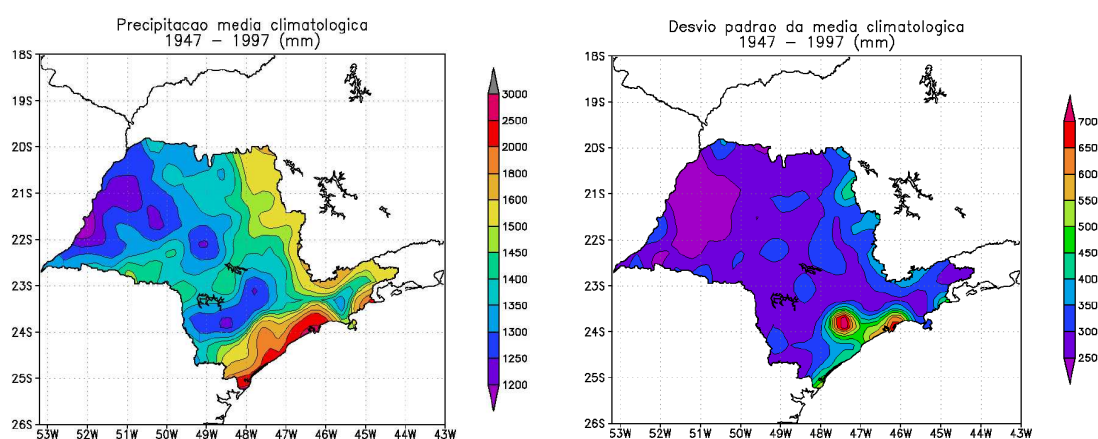 Precipitacao media climatologica
1947 – 1997 (mm)
18S
19S
20S
21S
22S
23S
24S
25S
26S
53W 52W 51W 50W 49W 48W 47W 46W 45W 44W 43W
3000
2500
2000
1800
1600
1450
1400
1350
1300
1250
1200
Desvio padrao da media climatologica
1947 – 1997 (mm)
18S
19S
20S
21S
22S
23S
24S
25S
26S
53W 52W 51W 50W 49W 48W 47W 46W 45W 44W 43W
700
650
600
550
500
450
400
350
300
250